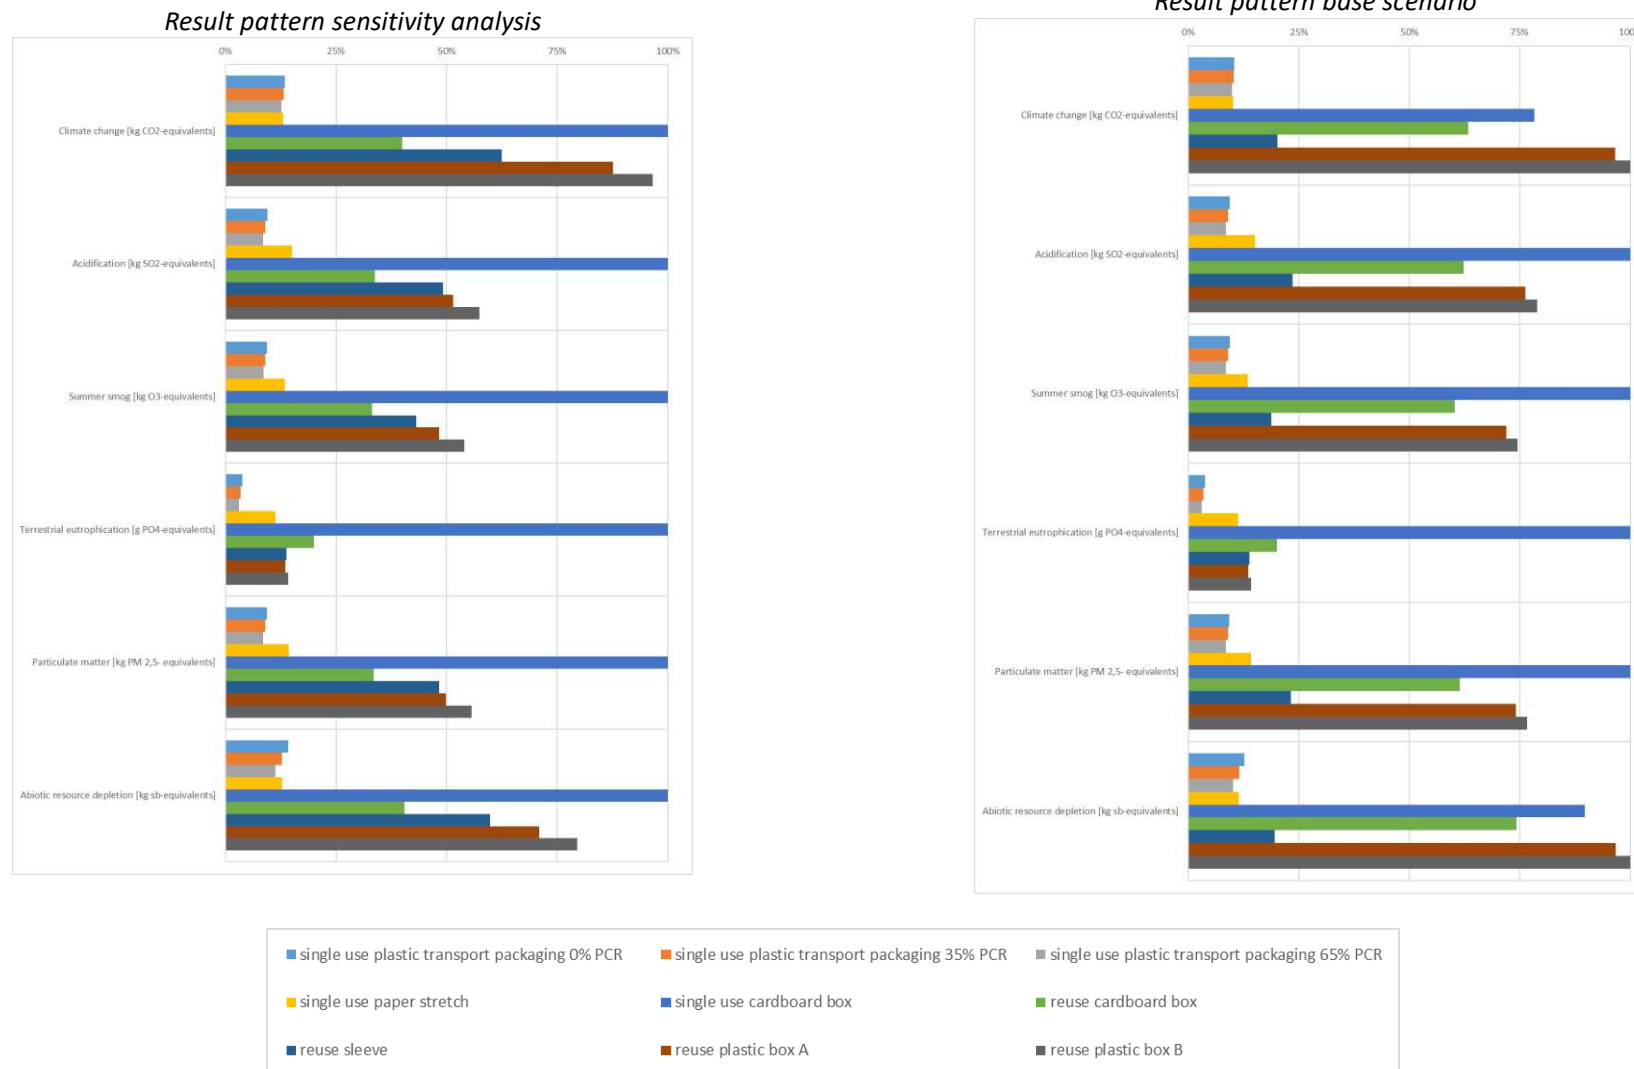 Result pattern sensitivity analysis
0% 25% 50% 75% 100%
Climate change [kg CO2-equivalents]
Acidification [kg SO2-equivalents]
Summer smog [kg O3-equivalents]
Terrestrial eutrophication [g PO4-equivalents]
Particulate matter [kg PM 2,5- equivalents]
Abiotic resource depletion [kg sb-equivalents]
Result pattern base scenario
0% 25% 50% 75% 100
Climate change [kg CO2-equivalents]
Acidification [kg SO2-equivalents]
Summer smog [kg O3-equivalents]
Terrestrial eutrophication [g PO4-equivalents]
Particulate matter [kg PM 2,5- equivalents]
Abiotic resource depletion [kg sb-equivalents]
single use plastic transport packaging 0% PCR single use plastic transport packaging 35% PCR single use plastic transport packaging 65% PCR
single use paper stretch single use cardboard box reuse cardboard box
reuse sleeve reuse plastic box A reuse plastic box B